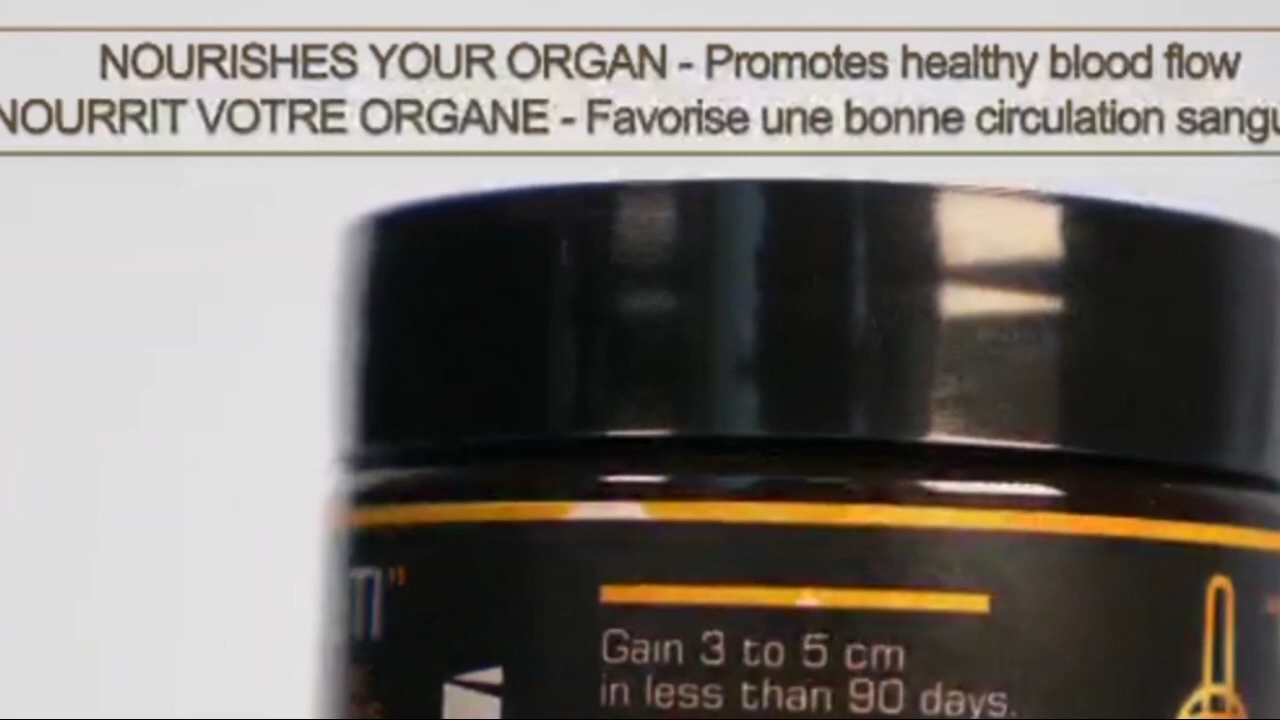 NOURISHES YOUR ORGAN - Promotes healthy blood flow
NOURRIT VOTRE ORGANE - Favorise une bonne circulation sangu
Gain 3 to 5 cm
in less than 90 days.